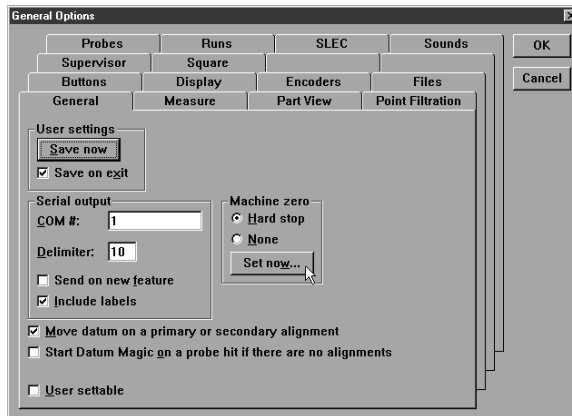 General Options
Probes Runs SLEC Sounds
Supervisor Square
Buttons Display Encoders Files
General Measure Part View Point Filtration
OK
Cancel
User settings
Save now
Save on exit
Serial output
COM #: 1
Delimiter: 10
Send on new feature
Include labels
Machine zero
Hard stop
None
Set now...
Move datum on a primary or secondary alignment
Start Datum Magic on a probe hit if there are no alignments
User settable